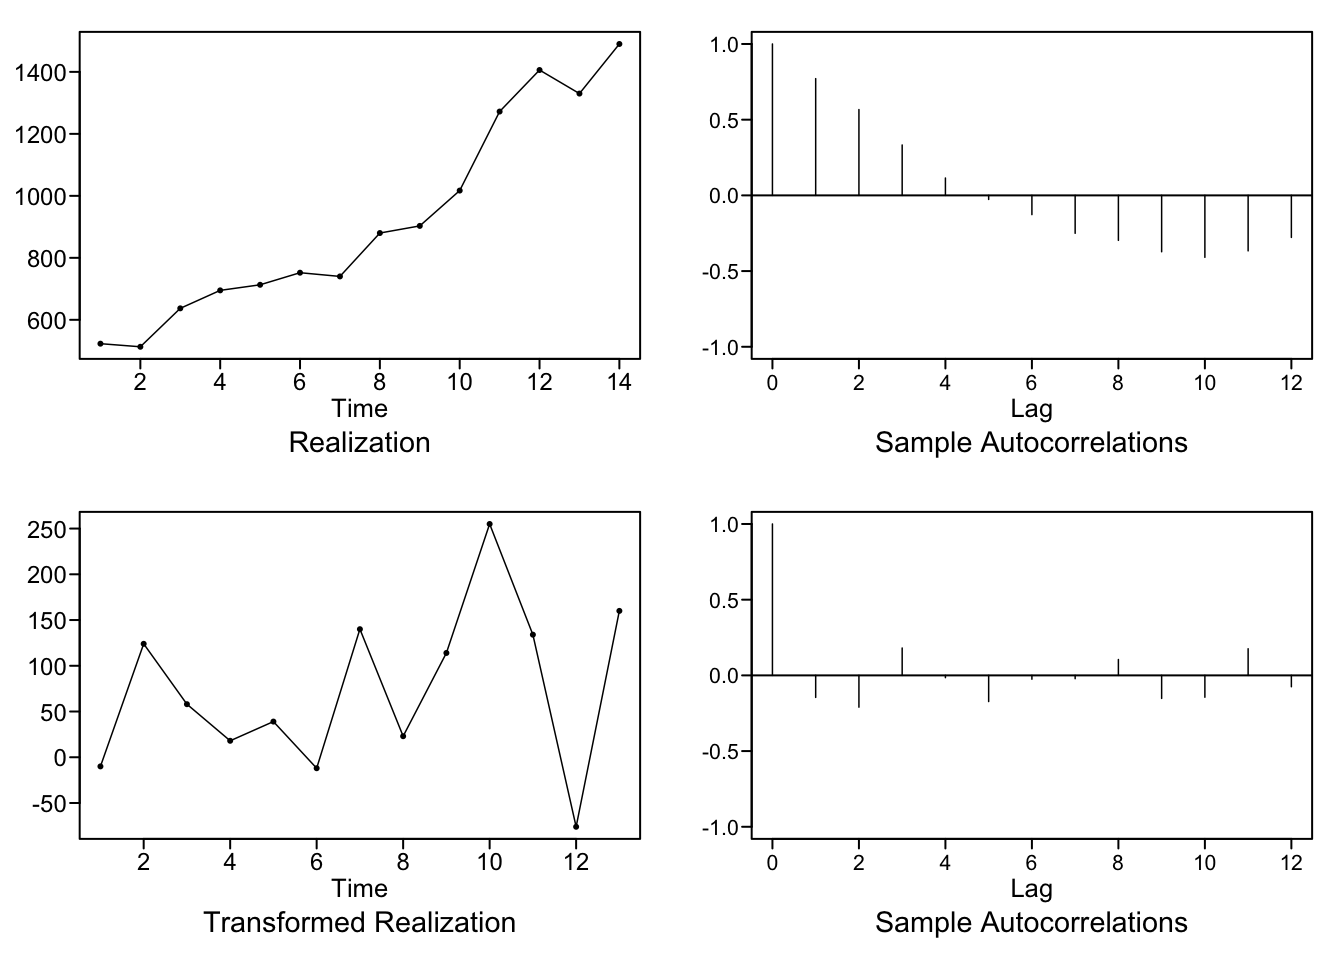 1400
1200
1000
800
600
2 4 6 8 10 12 14
Time
Realization
1.0
0.5
0.0
-0.5
-1.0
0 2 4 6 8 10 12
Lag
Sample Autocorrelations
250
200
150
100
50
0
-50
2 4 6 8 10 12
Time
Transformed Realization
1.0
0.5
0.0
-0.5
-1.0
0 2 4 6 8 10 12
Lag
Sample Autocorrelations